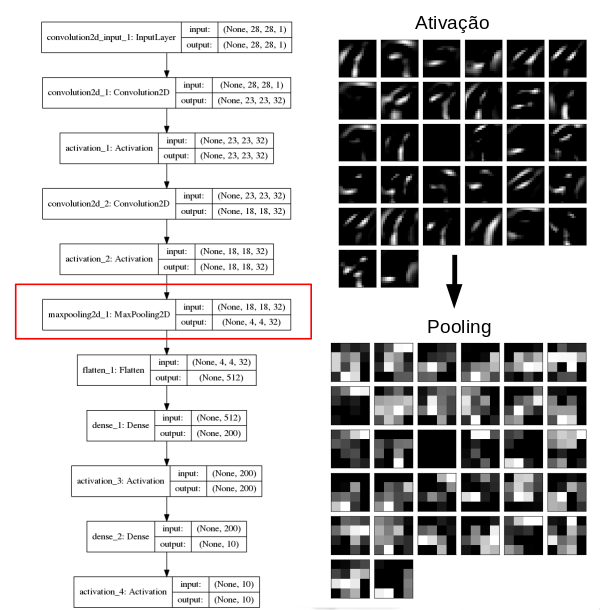 convolution2d_input_1: InputLayer
input: (None, 28, 28, 1)
output: (None, 28, 28, 1)
convolution2d_1: Convolution2D
input: (None, 28, 28, 1)
output: (None, 23, 23, 32)
activation_1: Activation
input: (None, 23, 23, 32)
output: (None, 23, 23, 32)
convolution2d_2: Convolution2D
input: (None, 23, 23, 32)
output: (None, 18, 18, 32)
activation_2: Activation
input: (None, 18, 18, 32)
output: (None, 18, 18, 32)
maxpooling2d_1: MaxPooling2D
input: (None, 18, 18, 32)
output: (None, 4, 4, 32)
flatten_1: Flatten
input: (None, 4, 4, 32)
output: (None, 512)
dense_1: Dense
input: (None, 512)
output: (None, 200)
activation_3: Activation
input: (None, 200)
output: (None, 200)
dense_2: Dense
input: (None, 200)
output: (None, 10)
activation_4: Activation
input: (None, 10)
output: (None, 10)
Ativação
Pooling